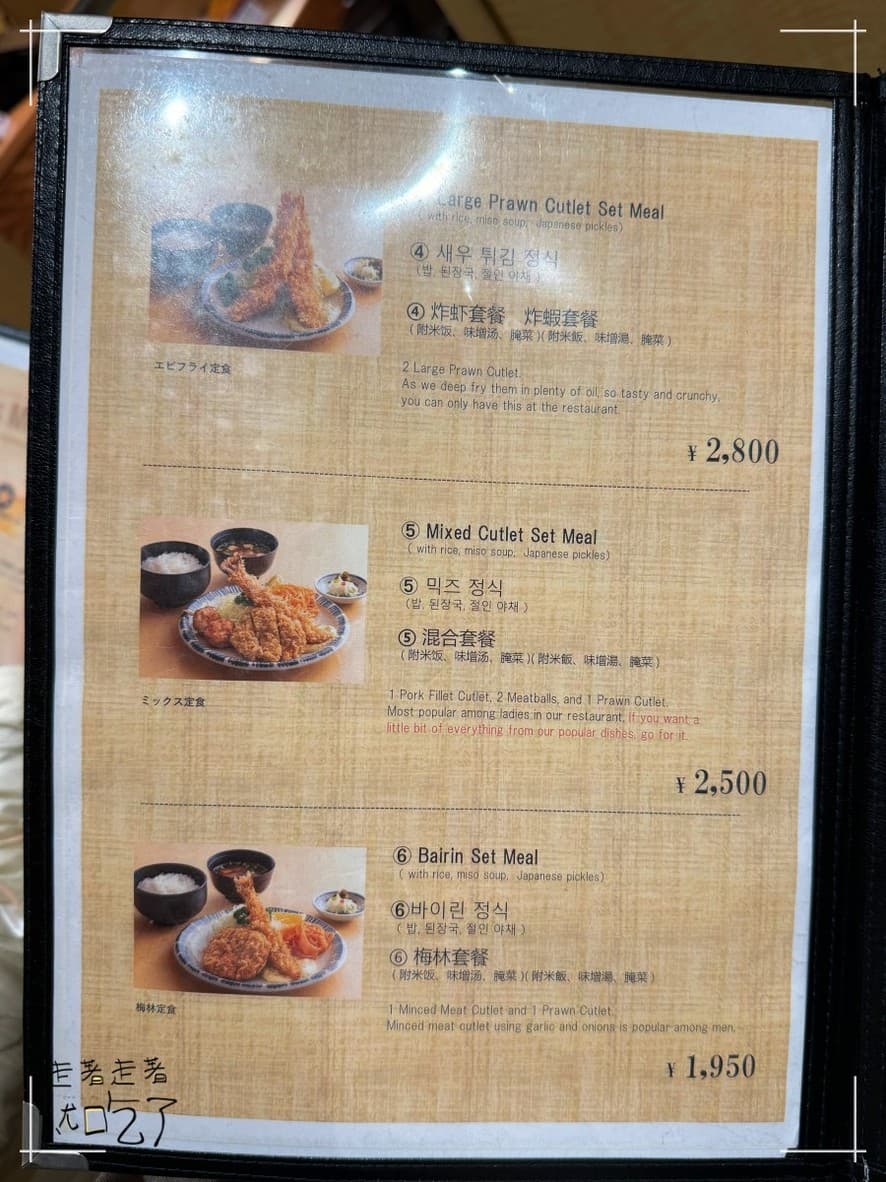 Large Prawn Cutlet Set Meal
( with rice, miso soup, Japanese pickles)
④ 새우 튀김 정식
(밥, 된장국, 절인 야채 )
④ 炸虾套餐 炸蝦套餐
( 附米饭、味增汤、腌菜 )( 附米飯、味增湯、腌菜 )
エビフライ定食
2 Large Prawn Cutlet.
As we deep fry them in plenty of oil, so tasty and crunchy,
you can only have this at the restaurant.
¥ 2,800
⑤ Mixed Cutlet Set Meal
( with rice, miso soup, Japanese pickles)
⑤ 믹즈 정식
(밥, 된장국, 절인 야채 )
⑤ 混合套餐
( 附米饭、味增汤、腌菜 )( 附米飯、味增湯、腌菜 )
ミックス定食
1 Pork Fillet Cutlet, 2 Meatballs, and 1 Prawn Cutlet.
Most popular among ladies in our restaurant. If you want a
little bit of everything from our popular dishes, go for it.
¥ 2,500
⑥ Bairin Set Meal
( with rice, miso soup, Japanese pickles)
⑥바이린 정식
( 밥, 된장국, 절인 야채 )
⑥ 梅林套餐
( 附米饭、味增汤、腌菜 )( 附米飯、味增湯、腌菜 )
梅林定食
1 Minced Meat Cutlet and 1 Prawn Cutlet.
Minced meat cutlet using garlic and onions is popular among men.
¥ 1,950
走著走著
尤口吃了